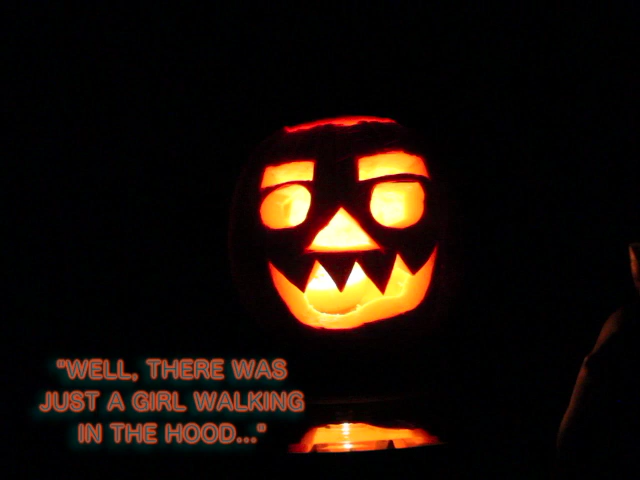 "WELL, THERE WAS
JUST A GIRL WALKING
IN THE HOOD..."